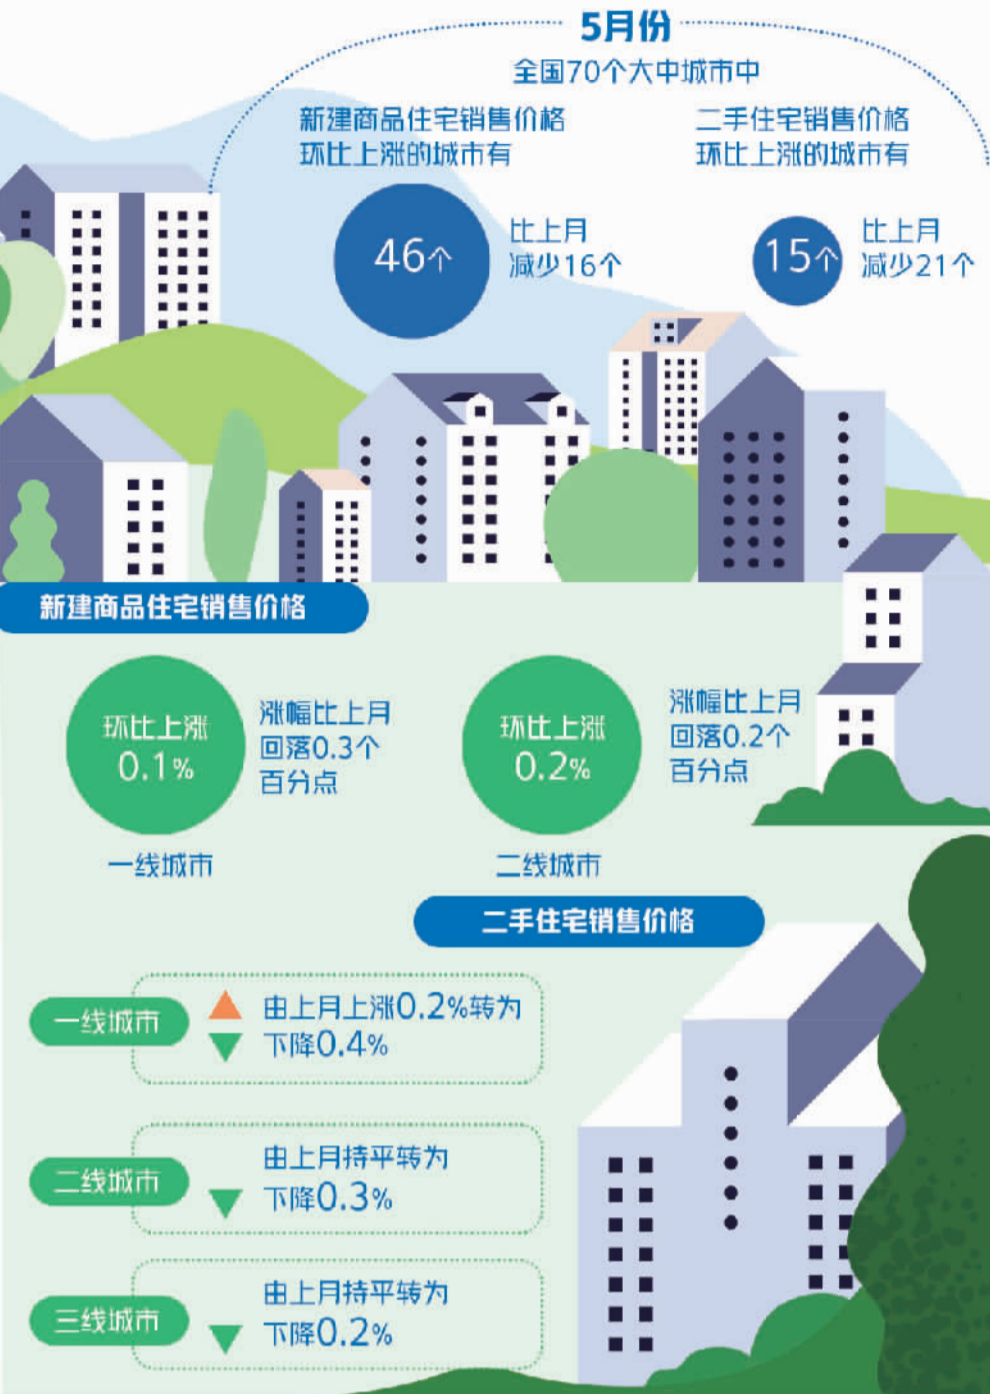 5月份
全国70个大中城市中
新建商品住宅销售价格
环比上涨的城市有
46个
比上月
减少16个
二手住宅销售价格
环比上涨的城市有
15个
比上月
减少21个
新建商品住宅销售价格
环比上涨
0.1%
涨幅比上月
回落0.3个
百分点
一线城市
环比上涨
0.2%
涨幅比上月
回落0.2个
百分点
二线城市
二手住宅销售价格
一线城市
由上月上涨0.2%转为
下降0.4%
二线城市
由上月持平转为
下降0.3%
三线城市
由上月持平转为
下降0.2%